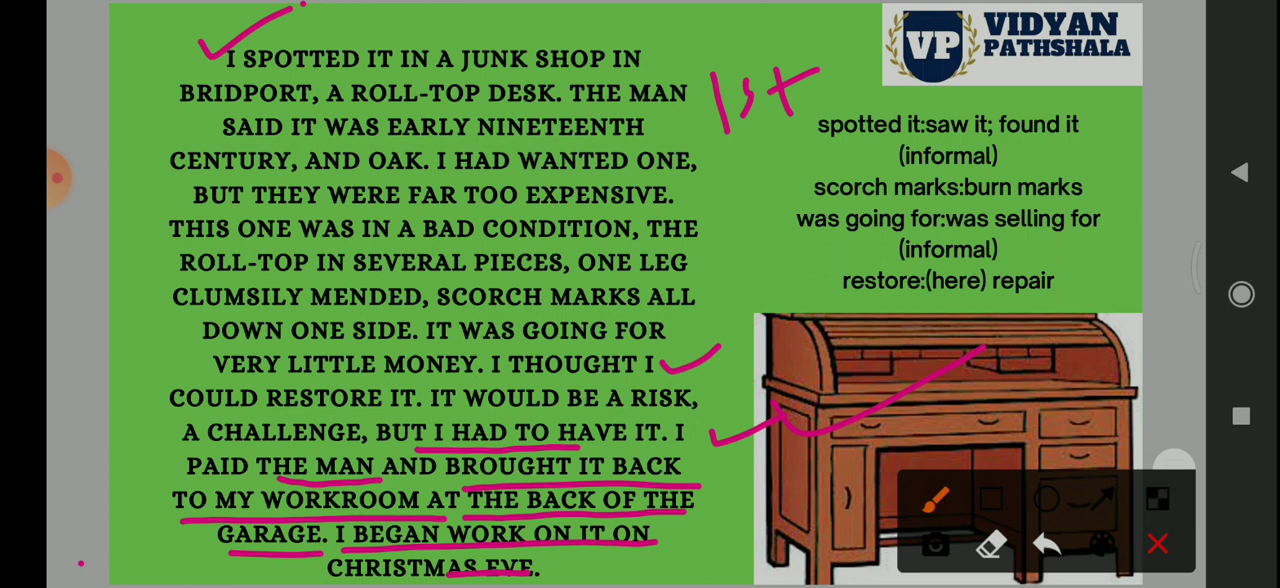 I SPOTTED IT IN A JUNK SHOP IN
BRIDPORT, A ROLL-TOP DESK. THE MAN
SAID IT WAS EARLY NINETEENTH
CENTURY, AND OAK. I HAD WANTED ONE,
BUT THEY WERE FAR TOO EXPENSIVE.
THIS ONE WAS IN A BAD CONDITION, THE
ROLL-TOP IN SEVERAL PIECES, ONE LEG
CLUMSILY MENDED, SCORCH MARKS ALL
DOWN ONE SIDE. IT WAS GOING FOR
VERY LITTLE MONEY. I THOUGHT I
COULD RESTORE IT. IT WOULD BE A RISK,
A CHALLENGE, BUT I HAD TO HAVE IT. I
PAID THE MAN AND BROUGHT IT BACK
TO MY WORKROOM AT THE BACK OF THE
GARAGE. I BEGAN WORK ON IT ON
CHRISTMAS EVE.
1st
VP
VIDYAN
PATHSHALA
spotted it:saw it; found it
(informal)
scorch marks:burn marks
was going for:was selling for
(informal)
restore:(here) repair